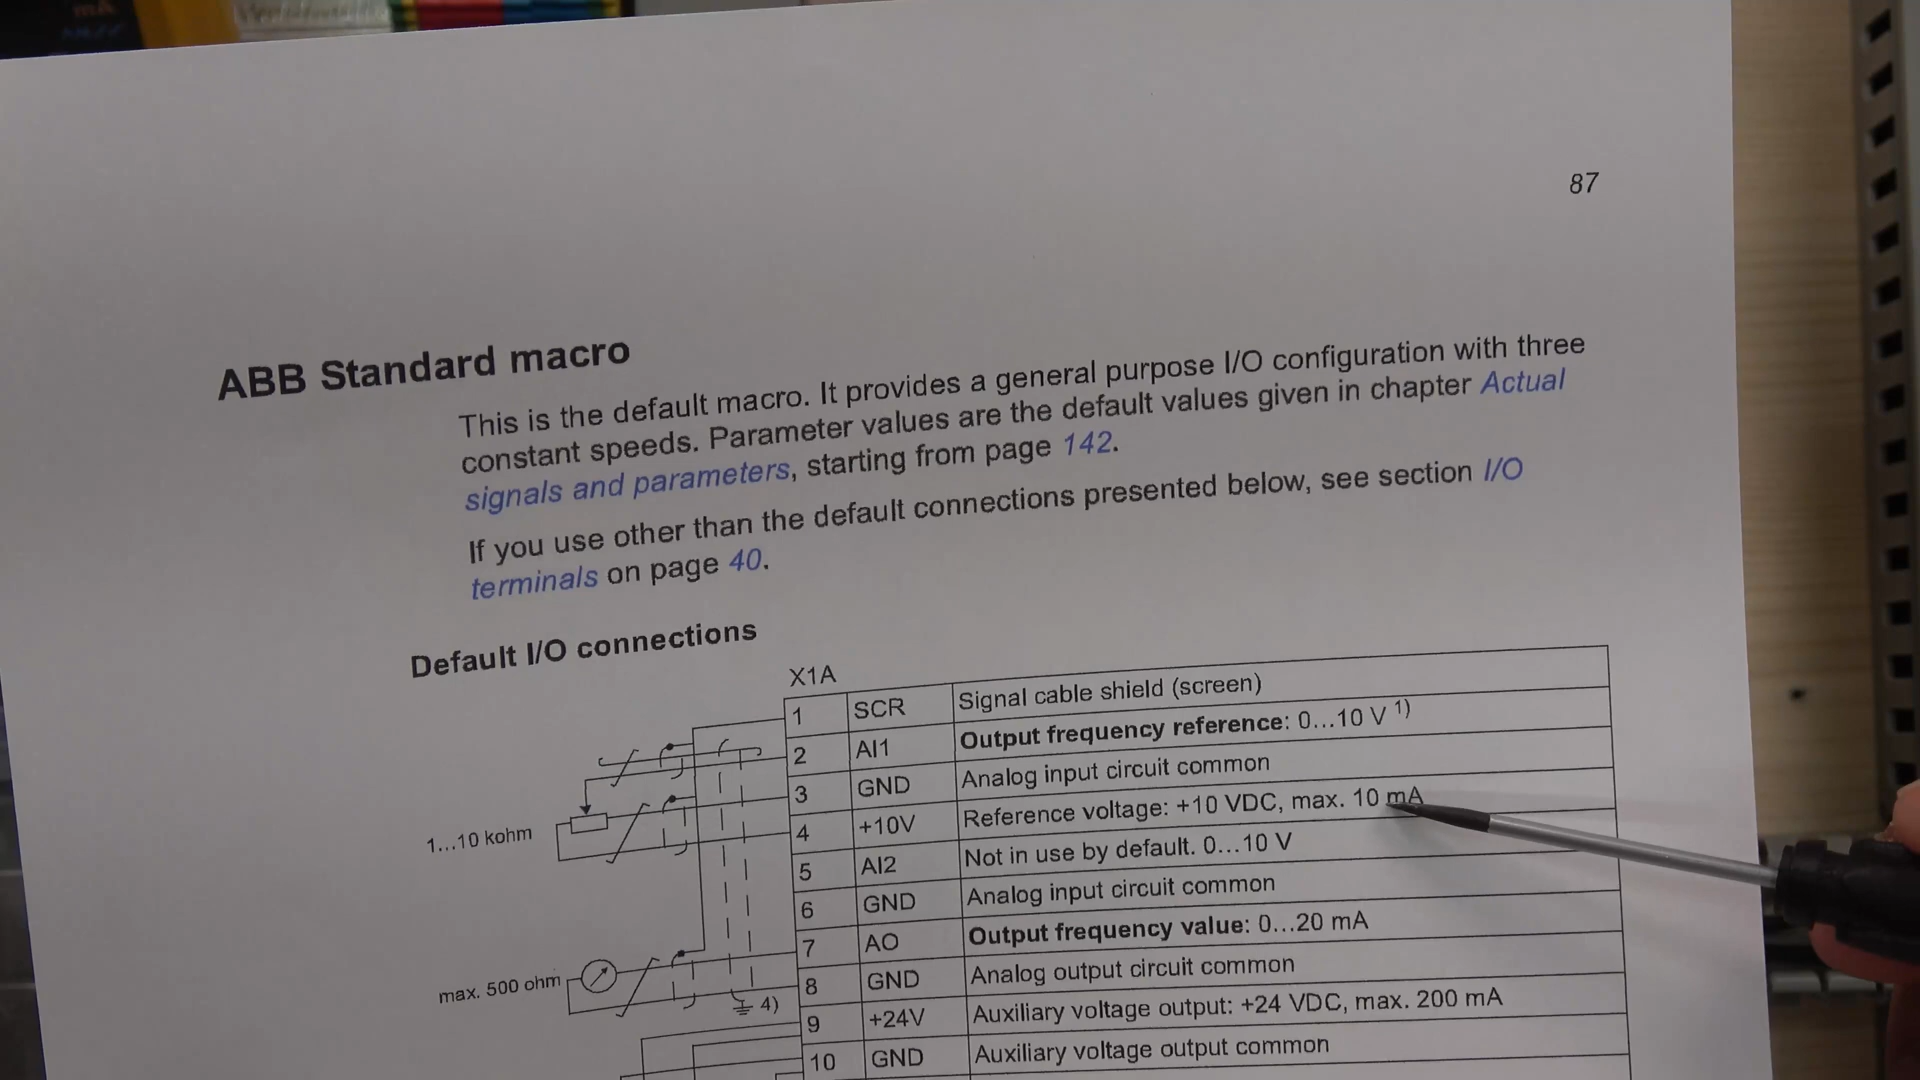 mA
87
ABB Standard macro
This is the default macro. It provides a general purpose I/O configuration with three
constant speeds. Parameter values are the default values given in chapter Actual
signals and parameters, starting from page 142.
If you use other than the default connections presented below, see section I/O
terminals on page 40.
Default I/O connections
X1A
1 SCR Signal cable shield (screen)
2 AI1 Output frequency reference: 0...10 V 1)
3 GND Analog input circuit common
1...10 kohm
4 +10V Reference voltage: +10 VDC, max. 10 mA
5 AI2 Not in use by default. 0...10 V
6 GND Analog input circuit common
7 AO Output frequency value: 0...20 mA
max. 500 ohm
8 GND Analog output circuit common
4)
9 +24V Auxiliary voltage output: +24 VDC, max. 200 mA
10 GND Auxiliary voltage output common